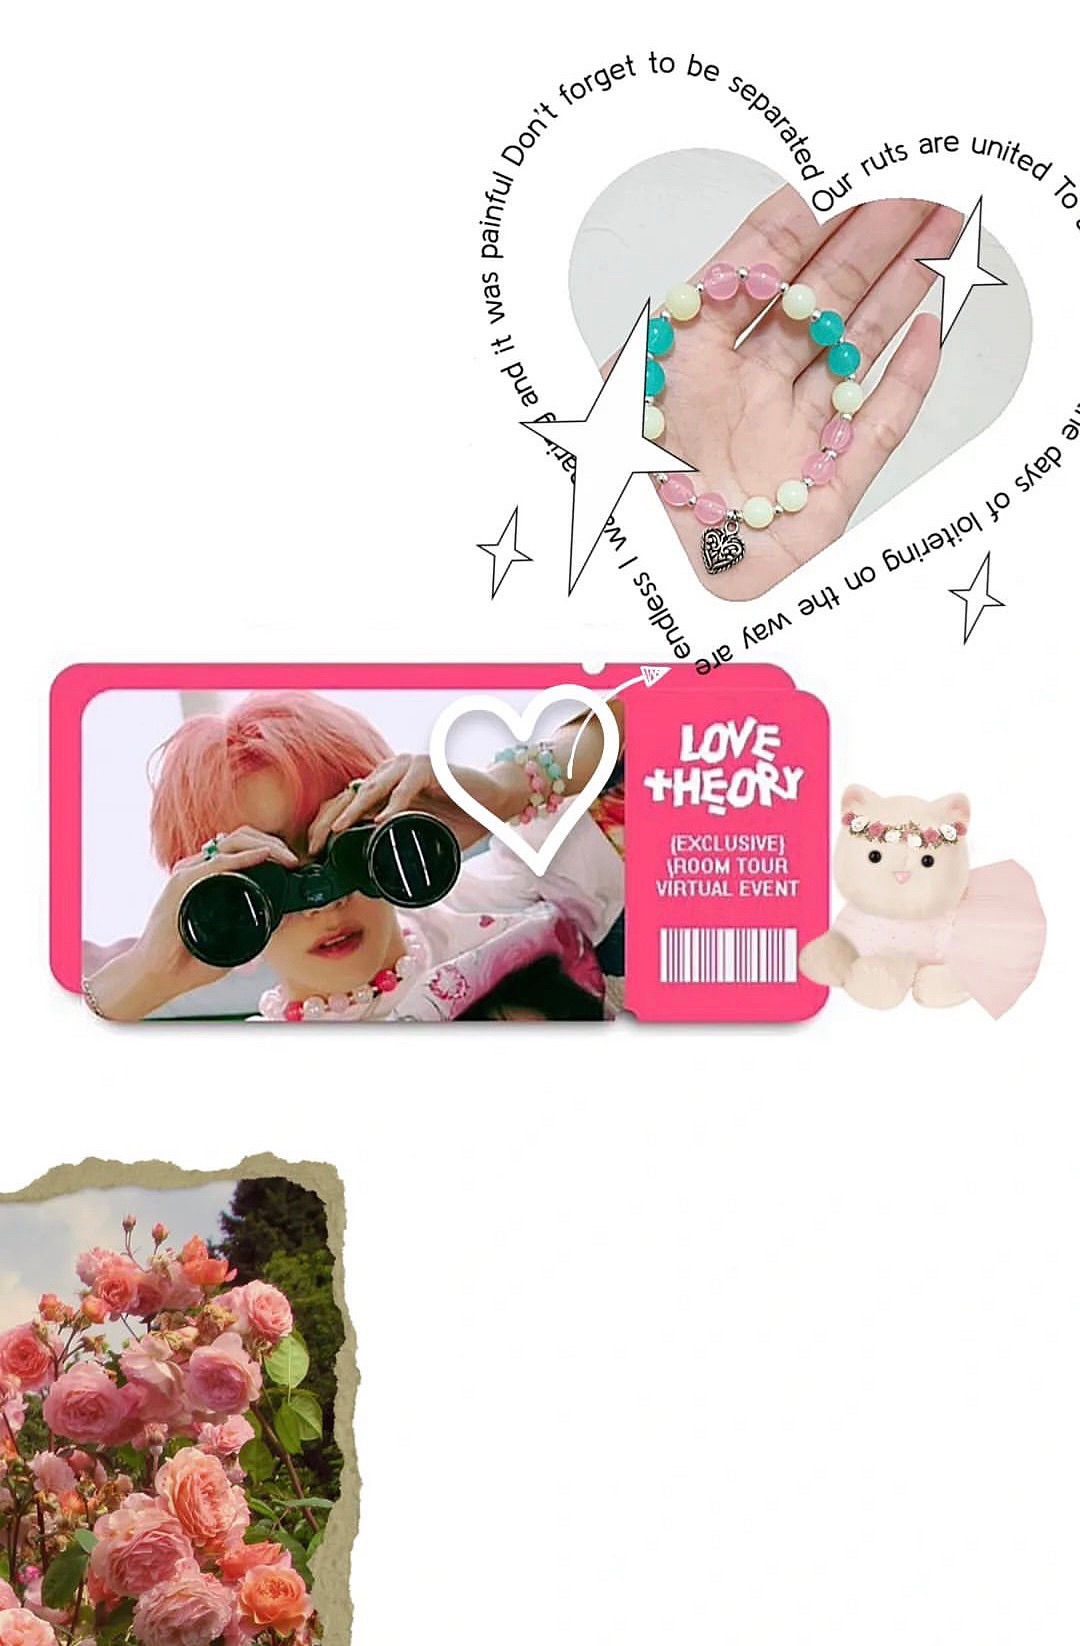 Don't forget to be separated
Our ruts are united To
days of loitering on the way are
endless I
and it was painful
LOVE
THEORY
{EXCLUSIVE}
\ROOM TOUR
VIRTUAL EVENT